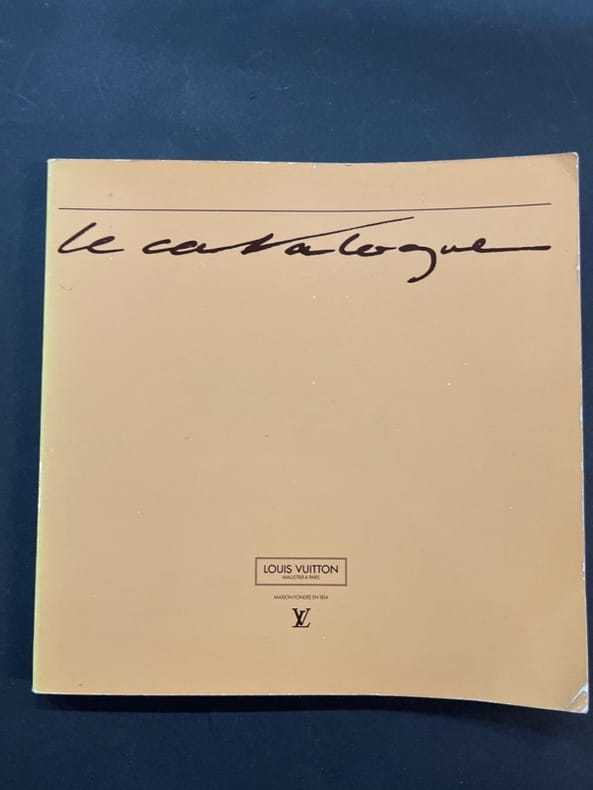 le catalogue
LOUIS VUITTON
MALLETIER A PARIS
MAISON FONDÉE EN 1854
LV